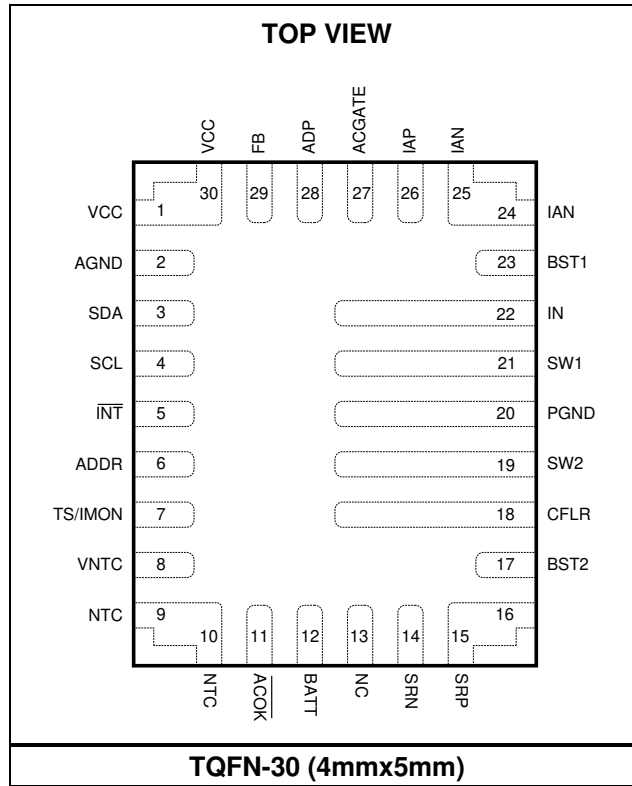 TOP VIEW
VCC FB ADP ACGATE IAP IAN
30 29 28 27 26 25
VCC 1 24 IAN
AGND 2 23 BST1
SDA 3 22 IN
SCL 4 21 SW1
INT 5 20 PGND
ADDR 6 19 SW2
TS/IMON 7 18 CFLR
VNTC 8 17 BST2
NTC 9 16
10 11 12 13 14 15
NTC ACOK BATT NC SRN SRP
TQFN-30 (4mmx5mm)